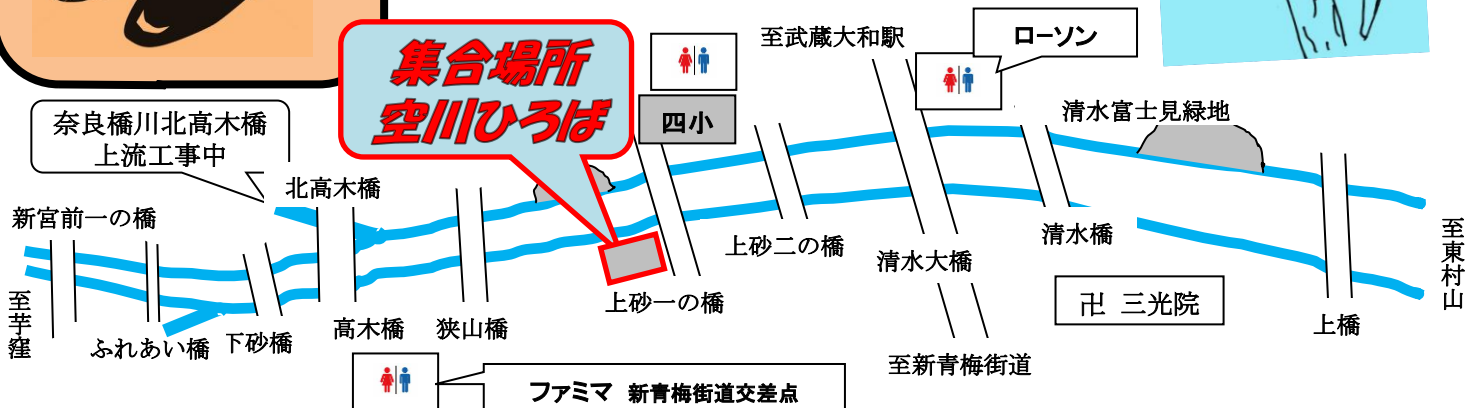 至武蔵大和駅
ローソン
集合場所
空川ひろば
四小
清水富士見緑地
奈良橋川北高木橋
上流工事中
北高木橋
新宮前一の橋
上砂二の橋
清水大橋
清水橋
至東村山
至芋窪
ふれあい橋
下砂橋
高木橋
狭山橋
上砂一の橋
卍 三光院
上橋
至新青梅街道
ファミマ 新青梅街道交差点